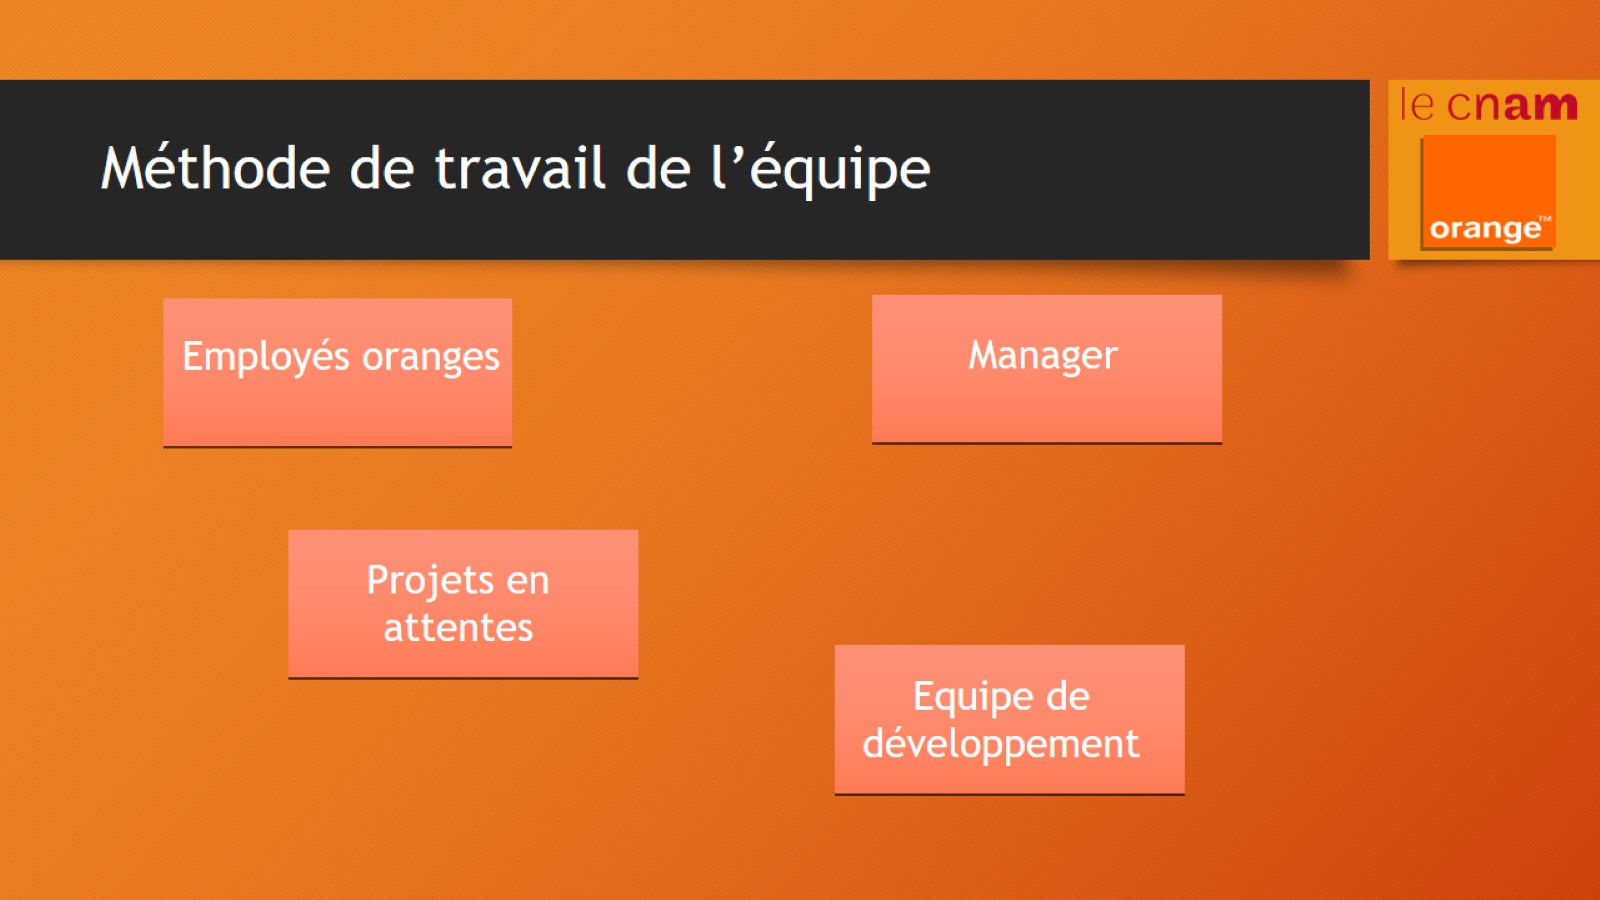 le cnam
Méthode de travail de l’équipe
orange™
Employés oranges
Manager
Projets en
attentes
Equipe de
développement